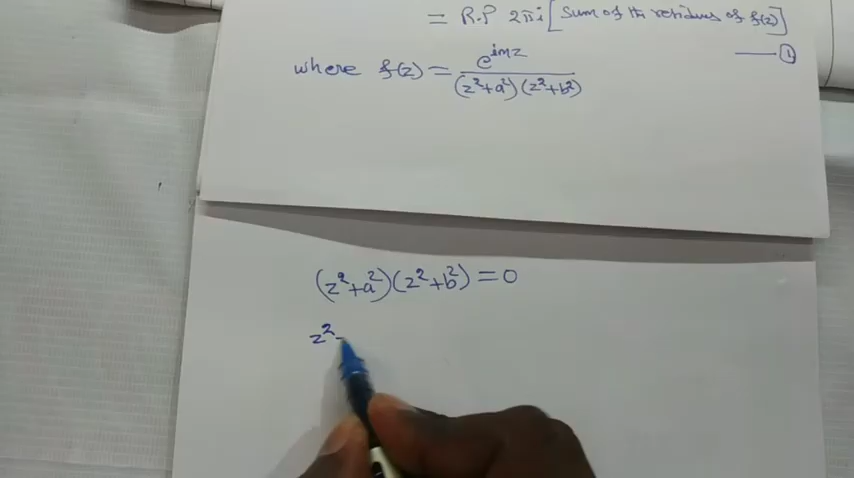 = R.P 2πi [Sum of the residues of f(z)]
where f(z) = e^{imz} / (z²+a²)(z²+b²) —— ①
(z²+a²)(z²+b²) = 0
z² -